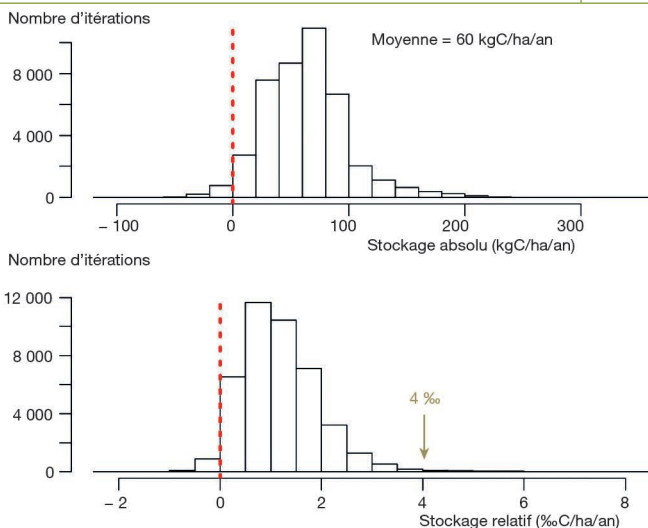 Nombre d'itérations
Moyenne = 60 kgC/ha/an
8 000
4 000
0
– 100 0 100 200 300
Stockage absolu (kgC/ha/an)
Nombre d'itérations
12 000
8 000
4 ‰
4 000
0
– 2 0 2 4 6 8
Stockage relatif (‰C/ha/an)